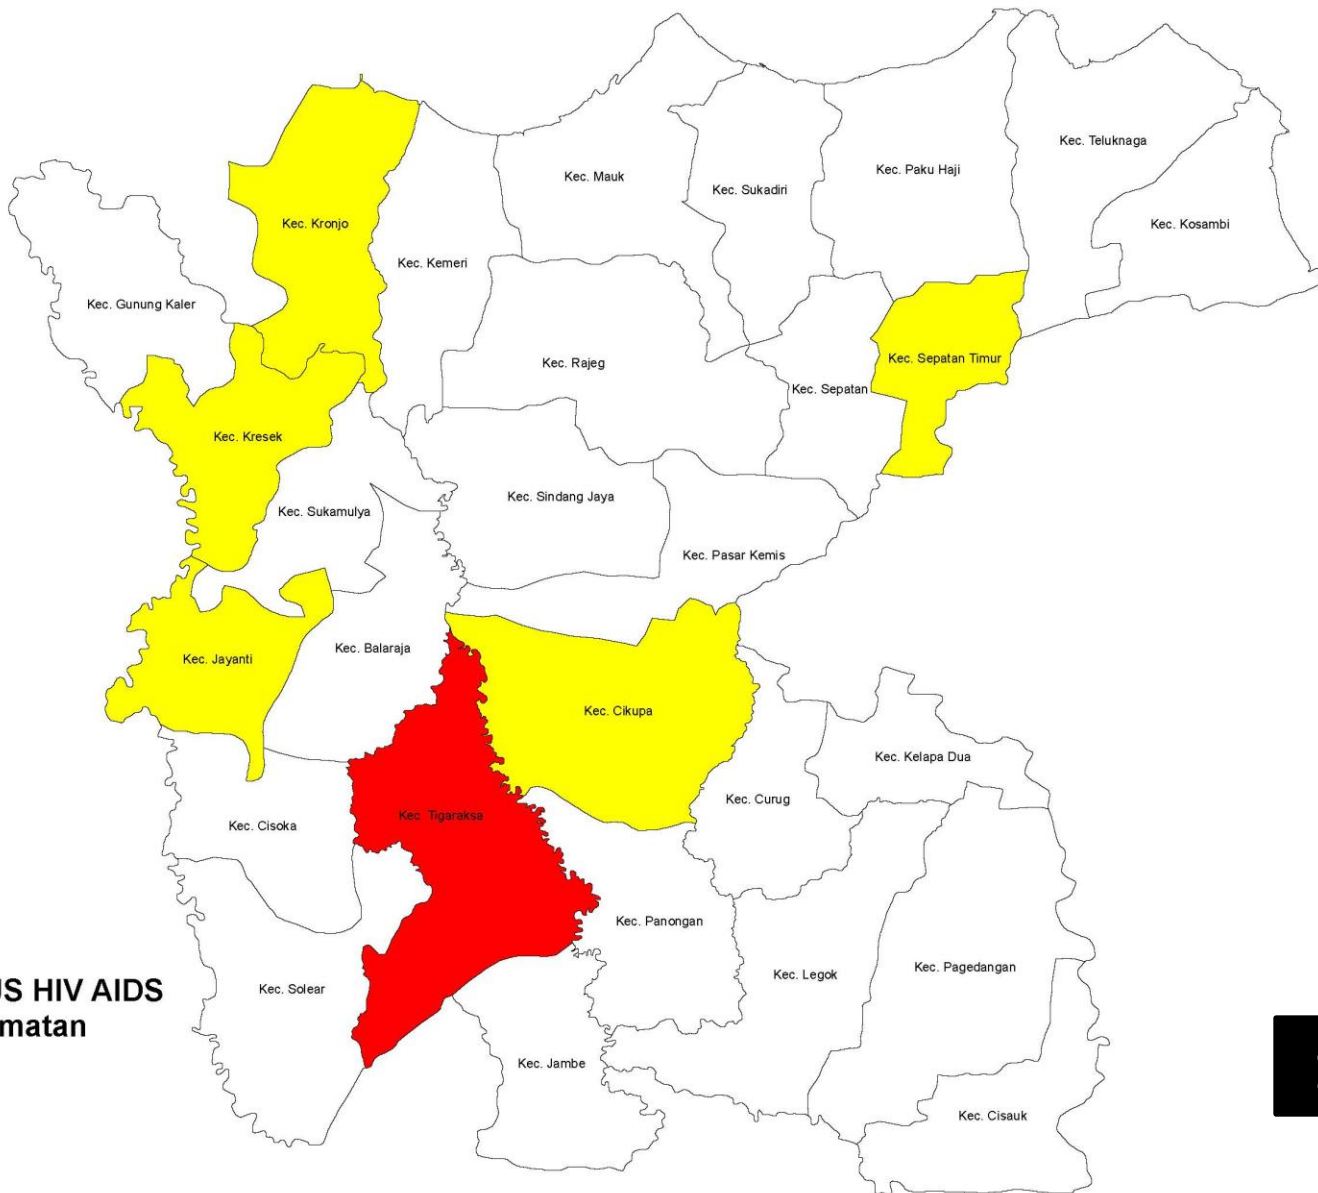 Kec. Teluknaga
Kec. Paku Haji
Kec. Mauk
Kec. Sukadiri
Kec. Kronjo
Kec. Kosambi
Kec. Kemeri
Kec. Gunung Kaler
Kec. Sepatan Timur
Kec. Rajeg
Kec. Sepatan
Kec. Kresek
Kec. Sindang Jaya
Kec. Sukamulya
Kec. Pasar Kemis
Kec. Balaraja
Kec. Jayanti
Kec. Cikupa
Kec. Kelapa Dua
Kec. Curug
Kec. Tigaraksa
Kec. Cisoka
Kec. Panongan
Kec. Pagedangan
Kec. Legok
Kec. Solear
HIV AIDS
Kec. Jambe
Kec. Cisauk